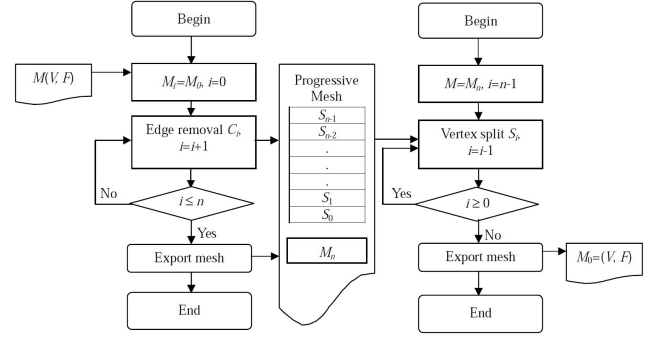 Begin
M(V, F)
Mi=M0, i=0
Edge removal Ci,
i=i+1
No
i ≤ n
Yes
Export mesh
End
Progressive
Mesh
Sn-1
Sn-2
.
.
.
S1
S0
Mn
Begin
M=Mn, i=n-1
Vertex split Si,
i=i-1
Yes
i ≥ 0
No
Export mesh
M0=(V, F)
End